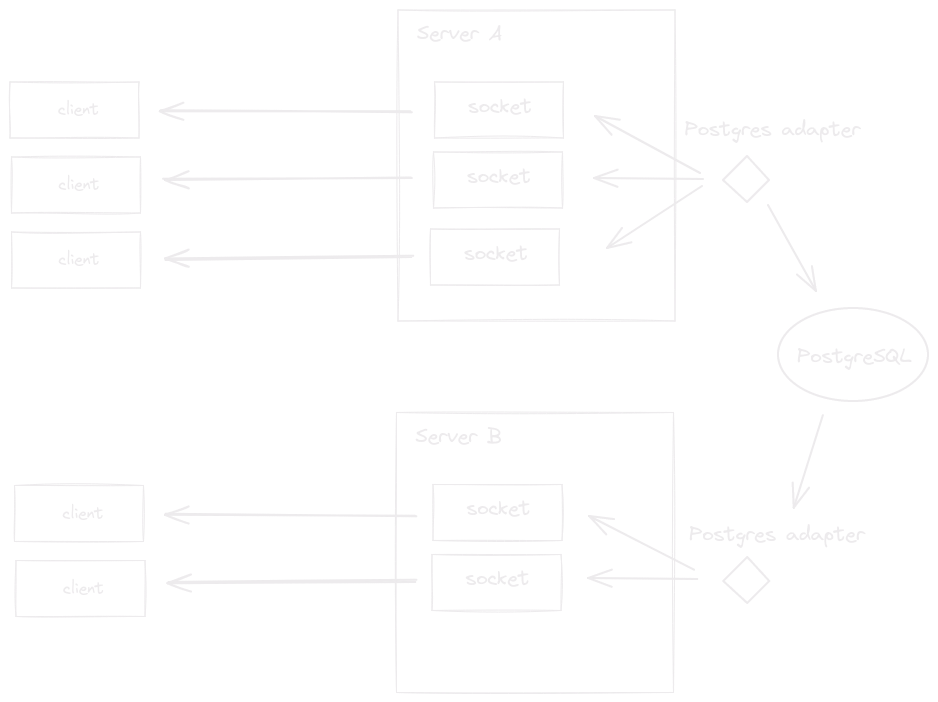 Server A
client
socket
Postgres adapter
client
socket
client
socket
PostgreSQL
Server B
client
socket
Postgres adapter
client
socket